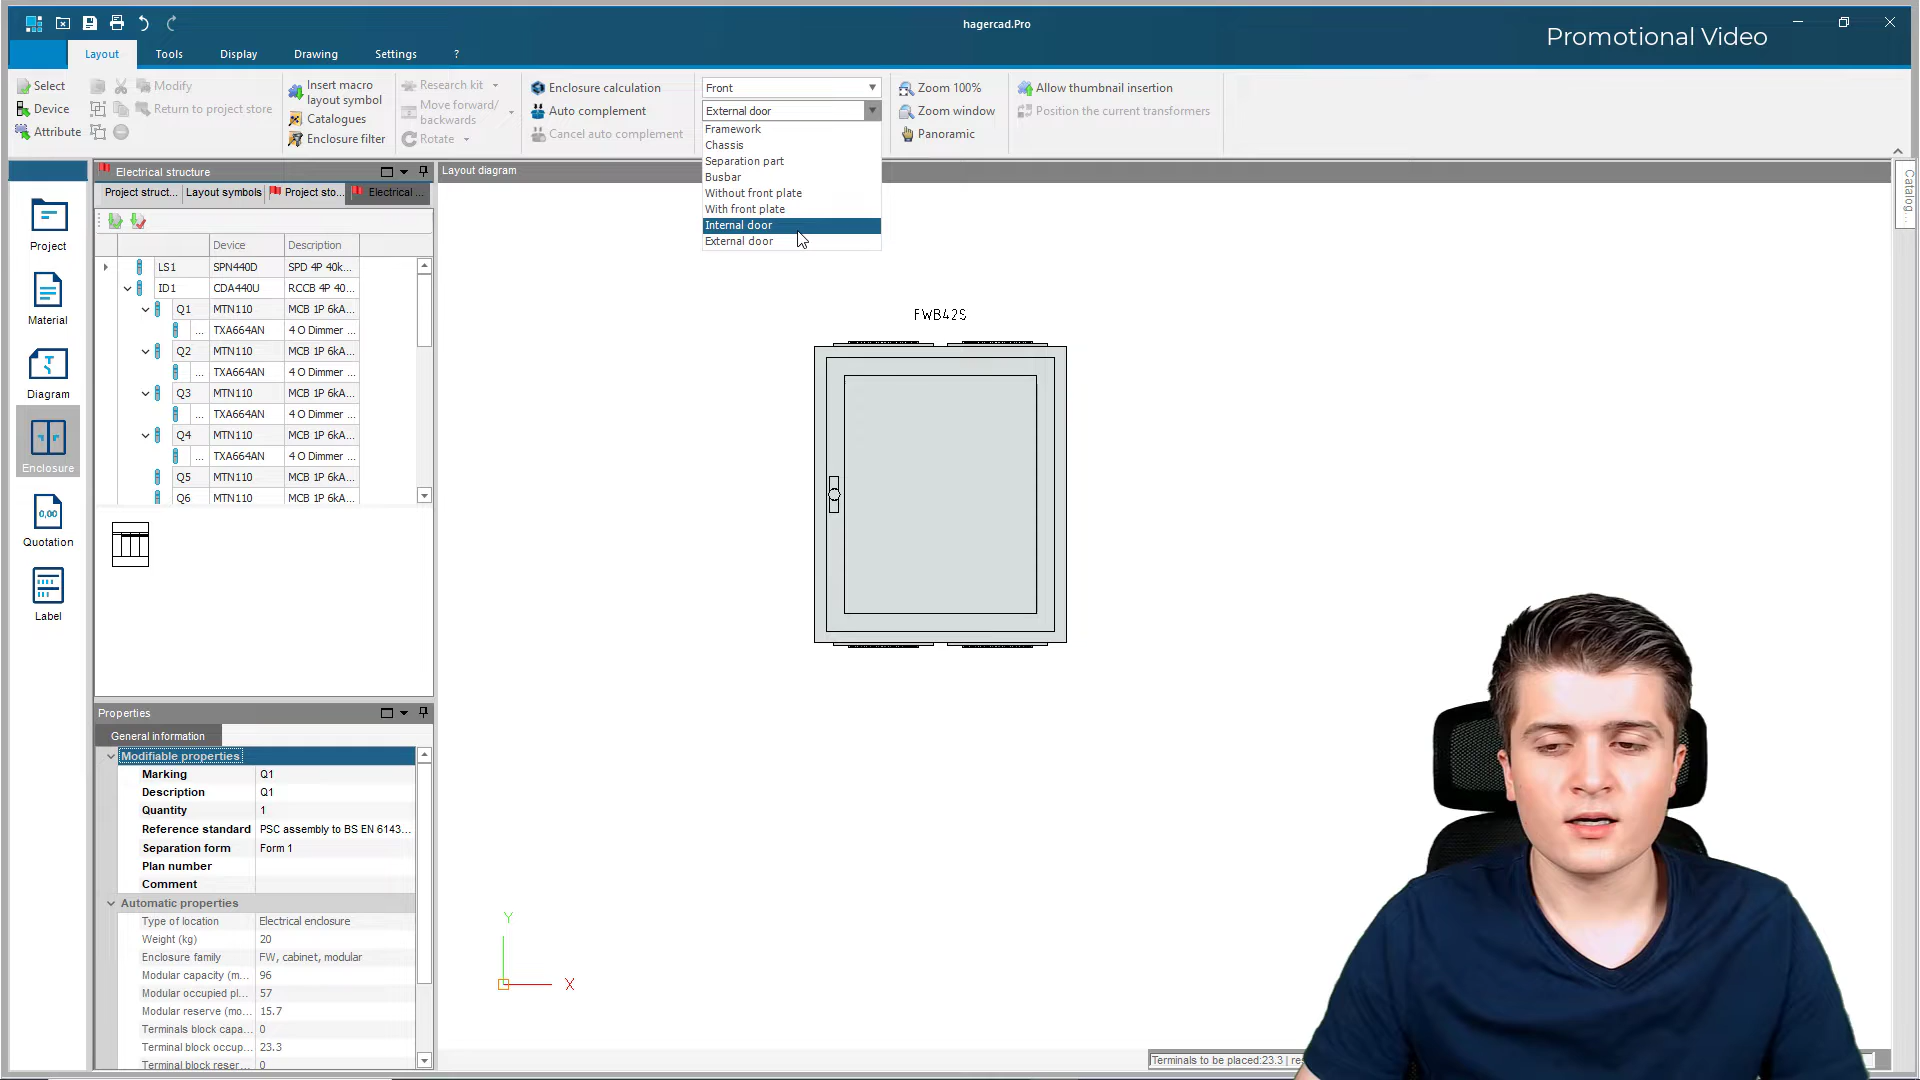 hagercad.Pro
Promotional Video
Layout Tools Display Drawing Settings ?
Select
Device
Attribute
Modify
Return to project store
Insert macro
layout symbol
Catalogues
Enclosure filter
Research kit
Move forward/
backwards
Rotate
Enclosure calculation
Auto complement
Cancel auto complement
Front
External door
Framework
Chassis
Separation part
Busbar
Without front plate
With front plate
Internal door
External door
Zoom 100%
Zoom window
Panoramic
Allow thumbnail insertion
Position the current transformers
Project
Material
Diagram
Enclosure
0,00
Quotation
Label
Electrical structure
Project struct... Layout symbols Project sto... Electrical ...
Device Description
LS1 SPN440D SPD 4P 40k...
ID1 CDA440U RCCB 4P 40...
Q1 MTN110 MCB 1P 6kA...
... TXA664AN 4 O Dimmer ...
Q2 MTN110 MCB 1P 6kA...
... TXA664AN 4 O Dimmer ...
Q3 MTN110 MCB 1P 6kA...
... TXA664AN 4 O Dimmer ...
Q4 MTN110 MCB 1P 6kA...
... TXA664AN 4 O Dimmer ...
Q5 MTN110 MCB 1P 6kA...
Q6 MTN110 MCB 1P 6kA...
Properties
General information
Modifiable properties
Marking Q1
Description Q1
Quantity 1
Reference standard PSC assembly to BS EN 6143...
Separation form Form 1
Plan number
Comment
Automatic properties
Type of location Electrical enclosure
Weight (kg) 20
Enclosure family FW, cabinet, modular
Modular capacity (m... 96
Modular occupied pl... 57
Modular reserve (mo... 15.7
Terminals block capa... 0
Terminal block occup... 23.3
Terminal block reser... 0
Layout diagram
FWB42S
Y
X
Catalog...
Terminals to be placed:23.3 | re